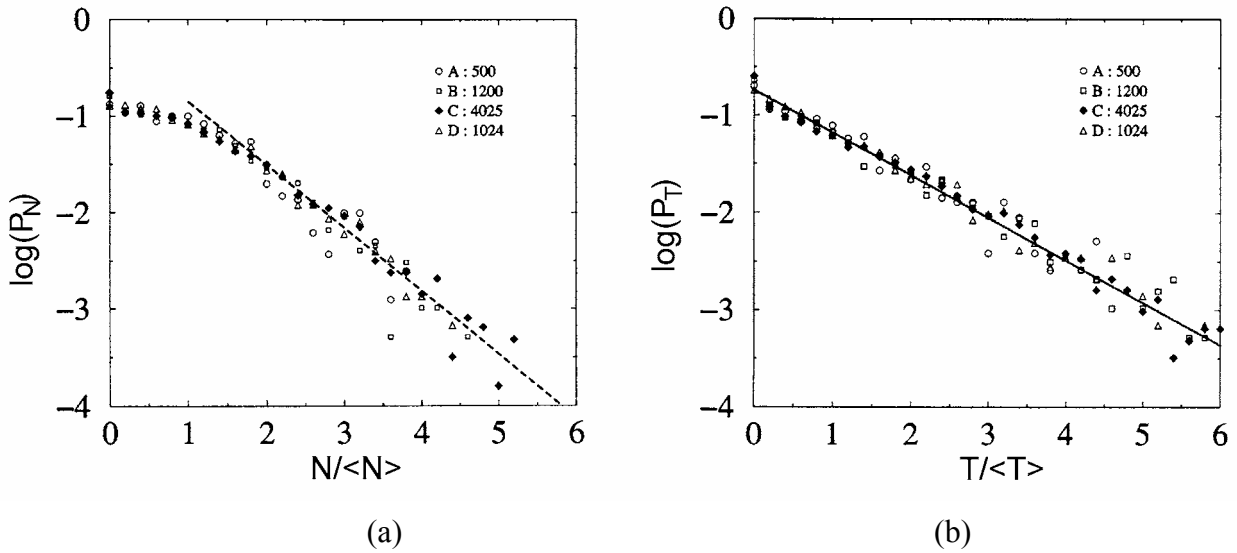 0
−1
−2
−3
−4
log(P_N)
A : 500
B : 1200
C : 4025
D : 1024
0 1 2 3 4 5 6
N/<N>
(a)
0
−1
−2
−3
−4
log(P_T)
A : 500
B : 1200
C : 4025
D : 1024
0 1 2 3 4 5 6
T/<T>
(b)